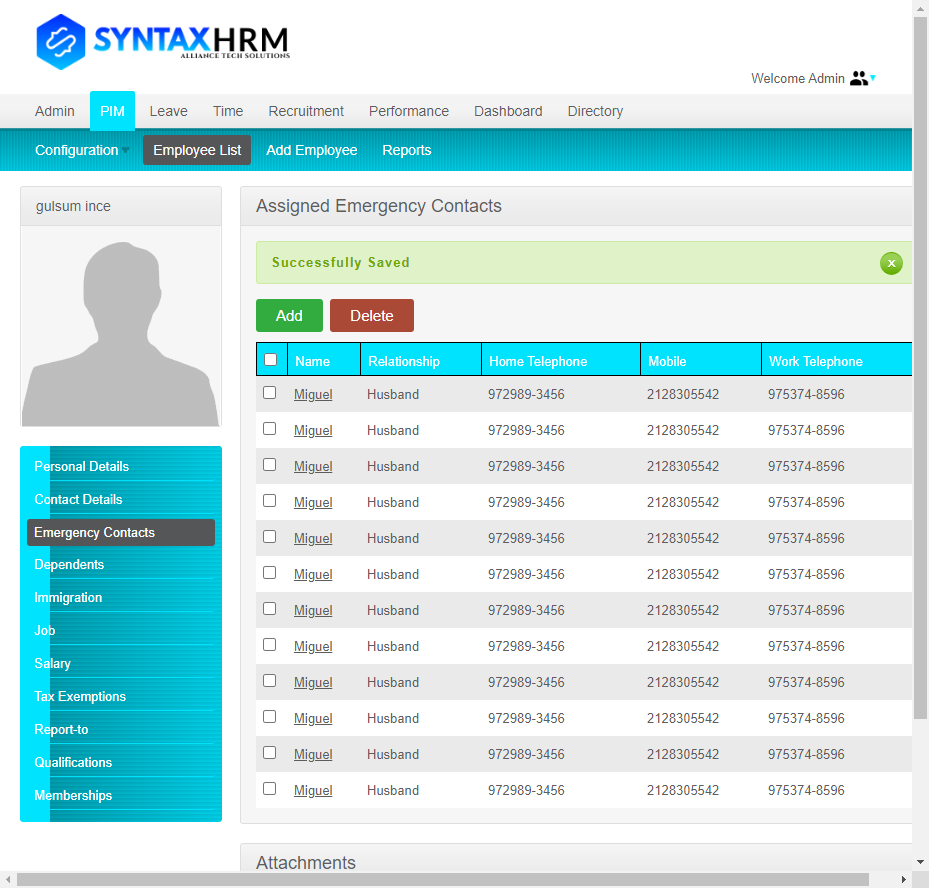 SYNTAXHRM
ALLIANCE TECH SOLUTIONS
Welcome Admin
Admin PIM Leave Time Recruitment Performance Dashboard Directory
Configuration Employee List Add Employee Reports
gulsum ince
Personal Details
Contact Details
Emergency Contacts
Dependents
Immigration
Job
Salary
Tax Exemptions
Report-to
Qualifications
Memberships
Assigned Emergency Contacts
Successfully Saved
Add Delete
Name Relationship Home Telephone Mobile Work Telephone
Miguel Husband 972989-3456 2128305542 975374-8596
Miguel Husband 972989-3456 2128305542 975374-8596
Miguel Husband 972989-3456 2128305542 975374-8596
Miguel Husband 972989-3456 2128305542 975374-8596
Miguel Husband 972989-3456 2128305542 975374-8596
Miguel Husband 972989-3456 2128305542 975374-8596
Miguel Husband 972989-3456 2128305542 975374-8596
Miguel Husband 972989-3456 2128305542 975374-8596
Miguel Husband 972989-3456 2128305542 975374-8596
Miguel Husband 972989-3456 2128305542 975374-8596
Miguel Husband 972989-3456 2128305542 975374-8596
Miguel Husband 972989-3456 2128305542 975374-8596
Attachments